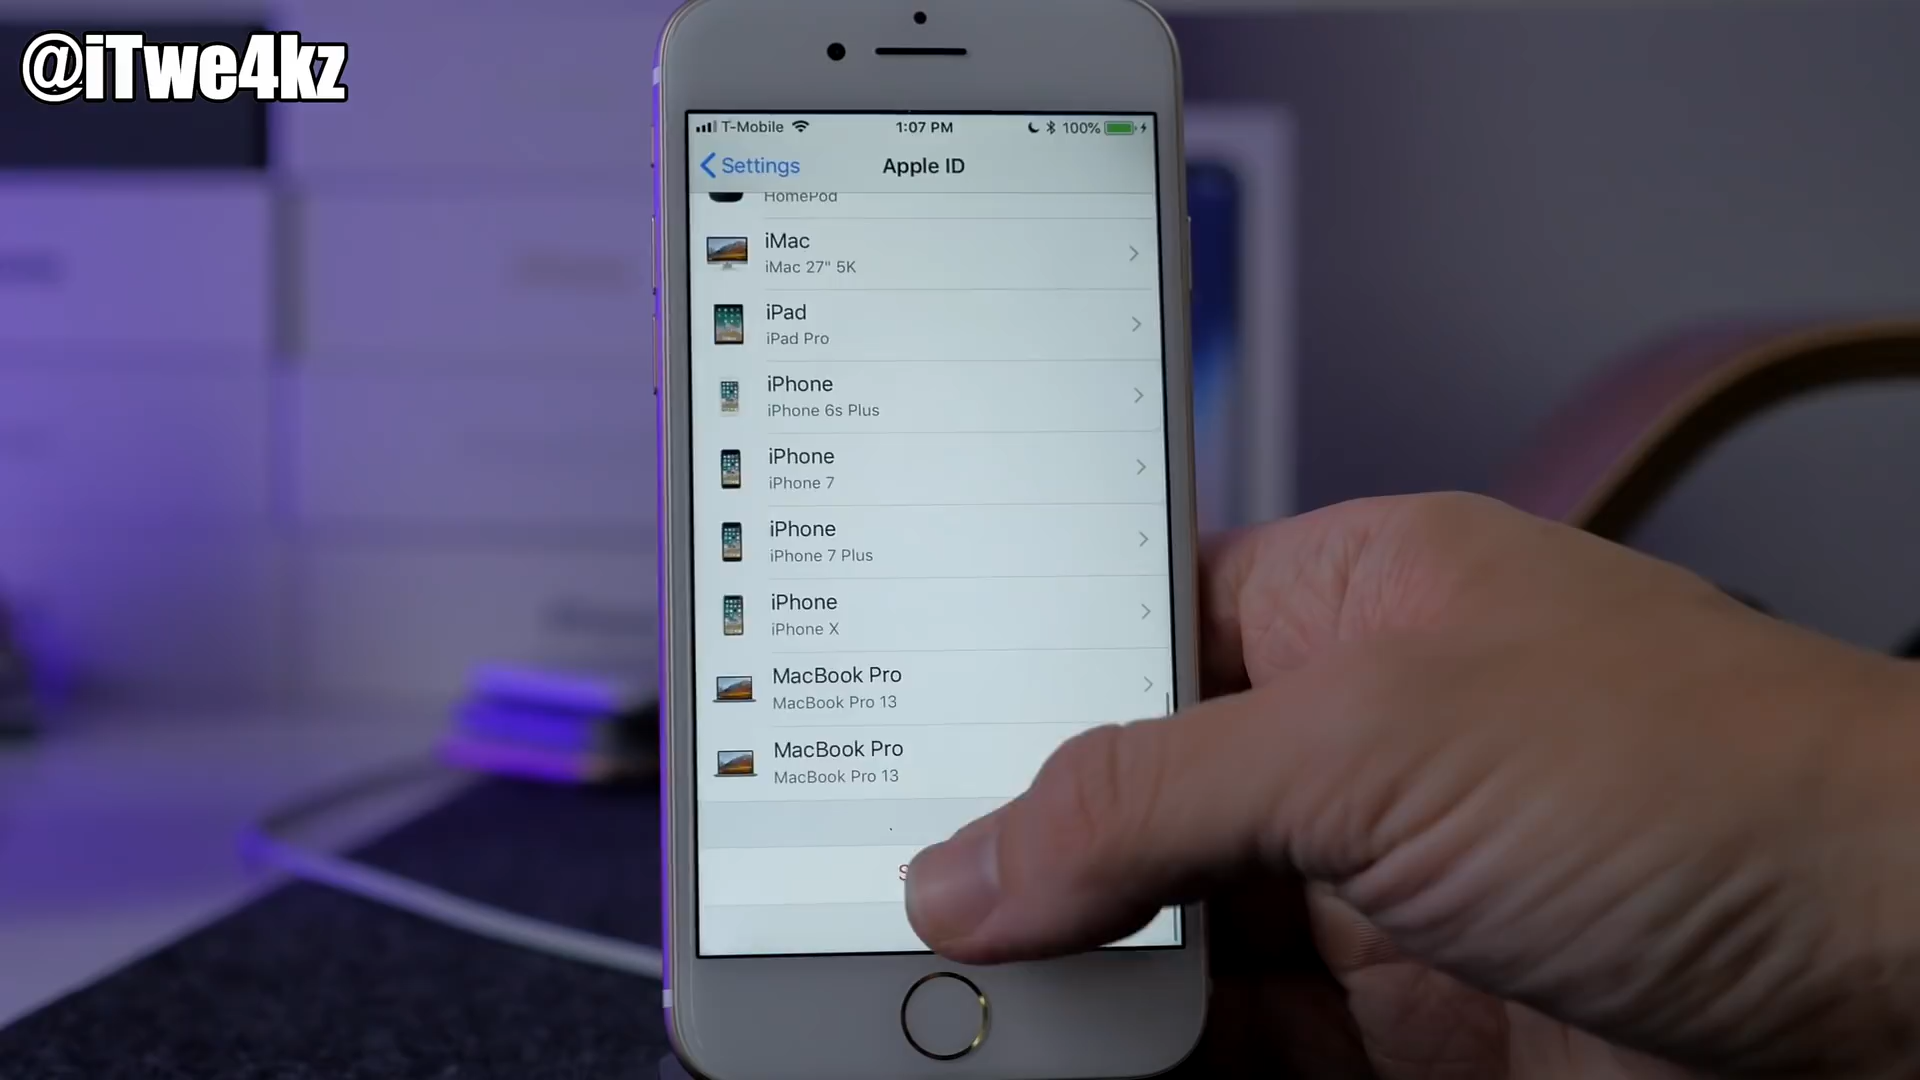 @iTwe4kz
T-Mobile 1:07 PM 100%
Settings Apple ID
HomePod
iMac
iMac 27" 5K
iPad
iPad Pro
iPhone
iPhone 6s Plus
iPhone
iPhone 7
iPhone
iPhone 7 Plus
iPhone
iPhone X
MacBook Pro
MacBook Pro 13
MacBook Pro
MacBook Pro 13